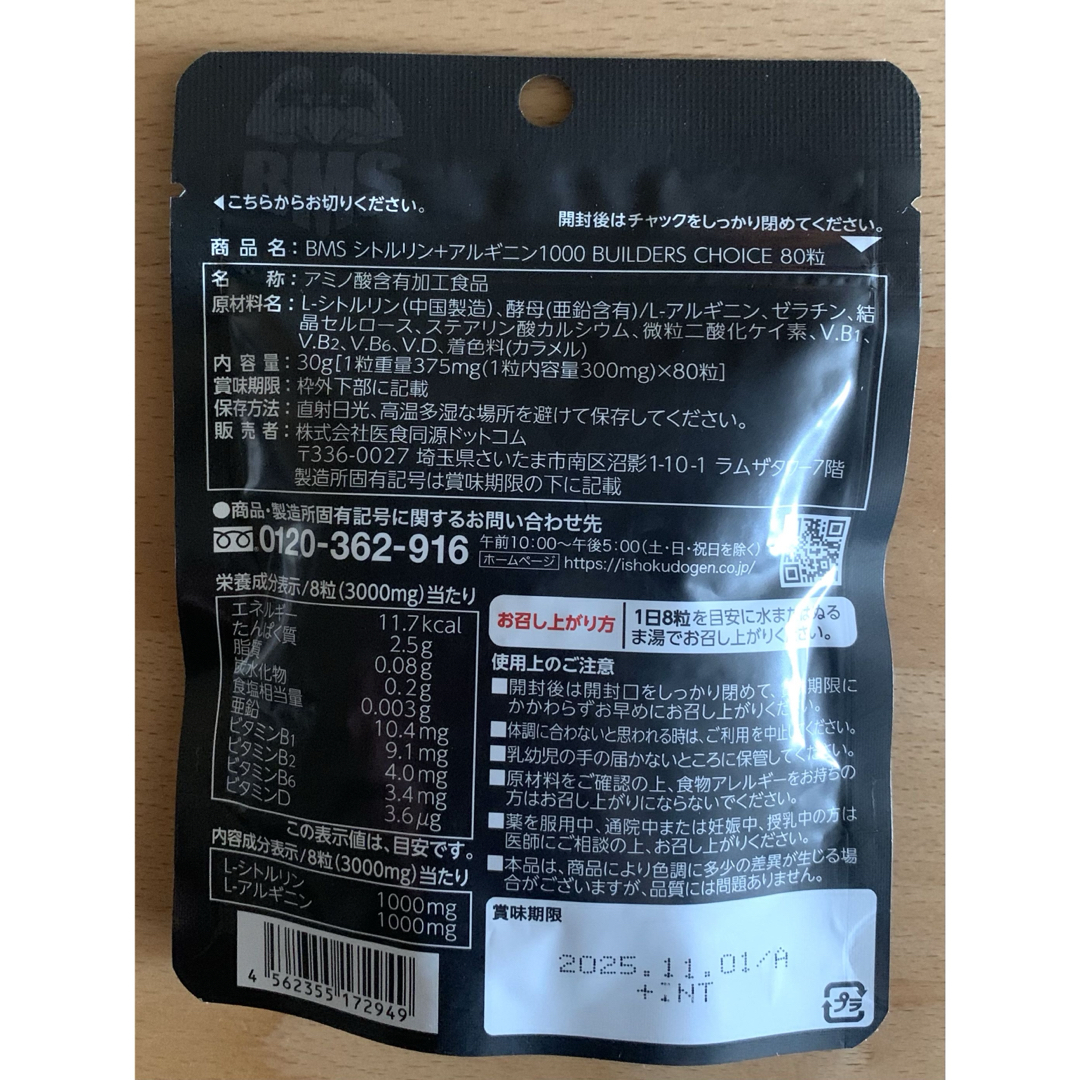 BMS
◀こちらからお切りください。
開封後はチャックをしっかり閉めてください。
商品名：BMS シトルリン+アルギニン1000 BUILDERS CHOICE 80粒
名称：アミノ酸含有加工食品
原材料名：L-シトルリン(中国製造)、酵母(亜鉛含有)/L-アルギニン、ゼラチン、結
晶セルロース、ステアリン酸カルシウム、微粒二酸化ケイ素、V.B1、
V.B2、V.B6、V.D、着色料(カラメル)
内容量：30g[1粒重量375mg(1粒内容量300mg)×80粒]
賞味期限：枠外下部に記載
保存方法：直射日光、高温多湿な場所を避けて保存してください。
販売者：株式会社医食同源ドットコム
〒336-0027 埼玉県さいたま市南区沼影1-10-1 ラムザタワー7階
製造所固有記号は賞味期限の下に記載
●商品・製造所固有記号に関するお問い合わせ先
0120-362-916 午前10:00～午後5:00(土・日・祝日を除く)
ホームページ https://ishokudogen.co.jp/
栄養成分表示/8粒(3000mg)当たり
エネルギー 11.7kcal
たんぱく質 2.5g
脂質 0.08g
炭水化物 0.2g
食塩相当量 0.003g
亜鉛 10.4mg
ビタミンB1 9.1mg
ビタミンB2 4.0mg
ビタミンB6 3.4mg
ビタミンD 3.6μg
この表示値は、目安です。
内容成分表示/8粒(3000mg)当たり
L-シトルリン 1000mg
L-アルギニン 1000mg
4 562355 172949
お召し上がり方
1日8粒を目安に水またはぬる
ま湯でお召し上がりください。
使用上のご注意
■開封後は開封口をしっかり閉めて、期限に
かかわらずお早めにお召し上がりください。
■体調に合わないと思われる時は、ご利用を中止ください。
■乳幼児の手の届かないところに保管してください。
■原材料をご確認の上、食物アレルギーをお持ちの
方はお召し上がりにならないでください。
■薬を服用中、通院中または妊娠中、授乳中の方は
医師にご相談の上、お召し上がりください。
■本品は、商品により色調に多少の差異が生じる場
合がございますが、品質には問題ありません。
賞味期限
2025.11.01/A
+INT
プラ